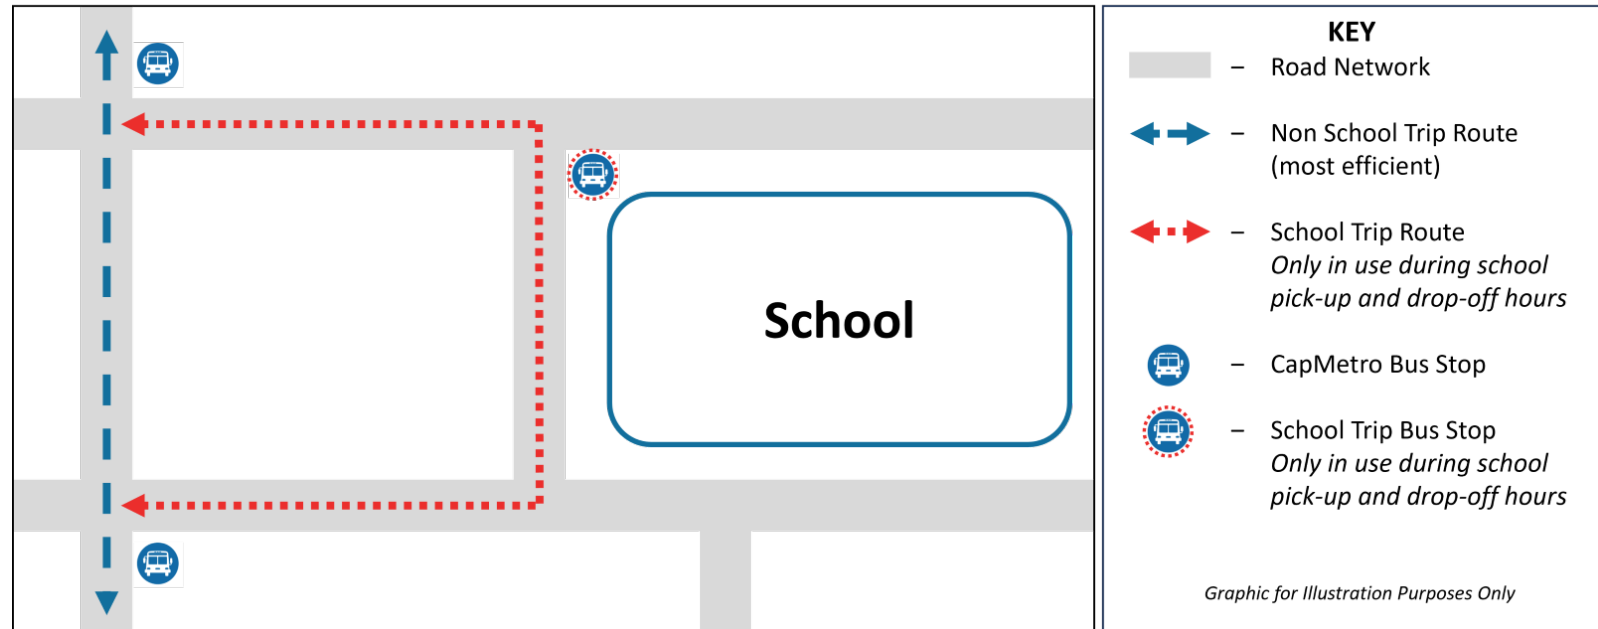 School
KEY
– Road Network
– Non School Trip Route
(most efficient)
– School Trip Route
Only in use during school
pick-up and drop-off hours
– CapMetro Bus Stop
– School Trip Bus Stop
Only in use during school
pick-up and drop-off hours
Graphic for Illustration Purposes Only